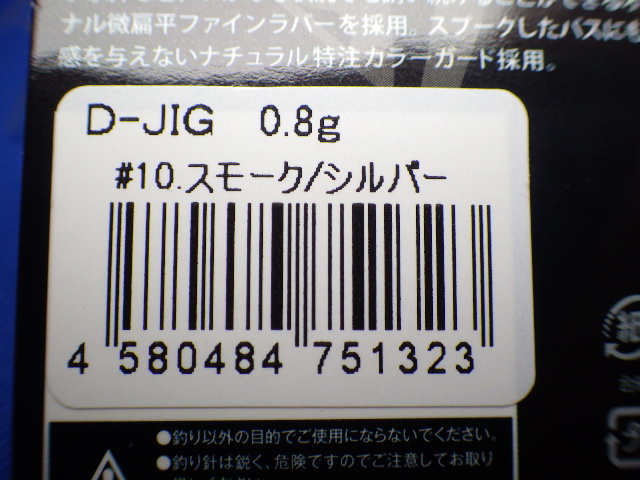 ナル微扁平ファインラバーを採用。スプークしたバスにも
感を与えないナチュラル特注カラーガード採用。
D-JIG 0.8g
#10.スモーク/シルバー
4 580484 751323
●釣り以外の目的でご使用にならないでください。
●釣り針は鋭く、危険ですのでご注意してお取り